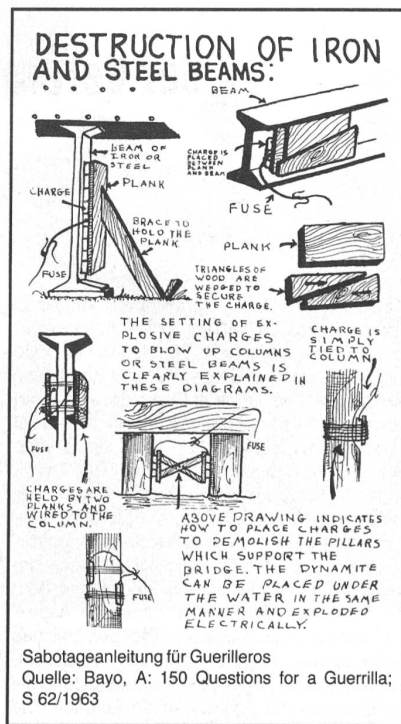 DESTRUCTION OF IRON
AND STEEL BEAMS:
BEAM
BEAM OF
IRON OR
STEEL
PLANK
CHARGE
BRACE TO
HOLD THE
PLANK
FUSE
CHARGE IS
PLACED
BETWEEN
PLANK
AND BEAM
FUSE
PLANK
TRIANGLES OF
WOOD ARE
WEDGED TO
SECURE
THE CHARGE.
THE SETTING OF EX-
PLOSIVE CHARGES
TO BLOW UP COLUMNS
OR STEEL BEAMS IS
CLEARLY EXPLAINED IN
THESE DIAGRAMS.
CHARGE IS
SIMPLY
TIED TO
COLUMN
FUSE
FUSE
FUSE
CHARGES ARE
HELD BY TWO
PLANKS AND
WIRED TO THE
COLUMN.
ABOVE DRAWING INDICATES
HOW TO PLACE CHARGES
TO DEMOLISH THE PILLARS
WHICH SUPPORT THE
BRIDGE. THE DYNAMITE
CAN BE PLACED UNDER
THE WATER IN THE SAME
MANNER AND EXPLODED
ELECTRICALLY.
FUSE
Sabotageanleitung für Guerilleros
Quelle: Bayo, A: 150 Questions for a Guerrilla;
S 62/1963